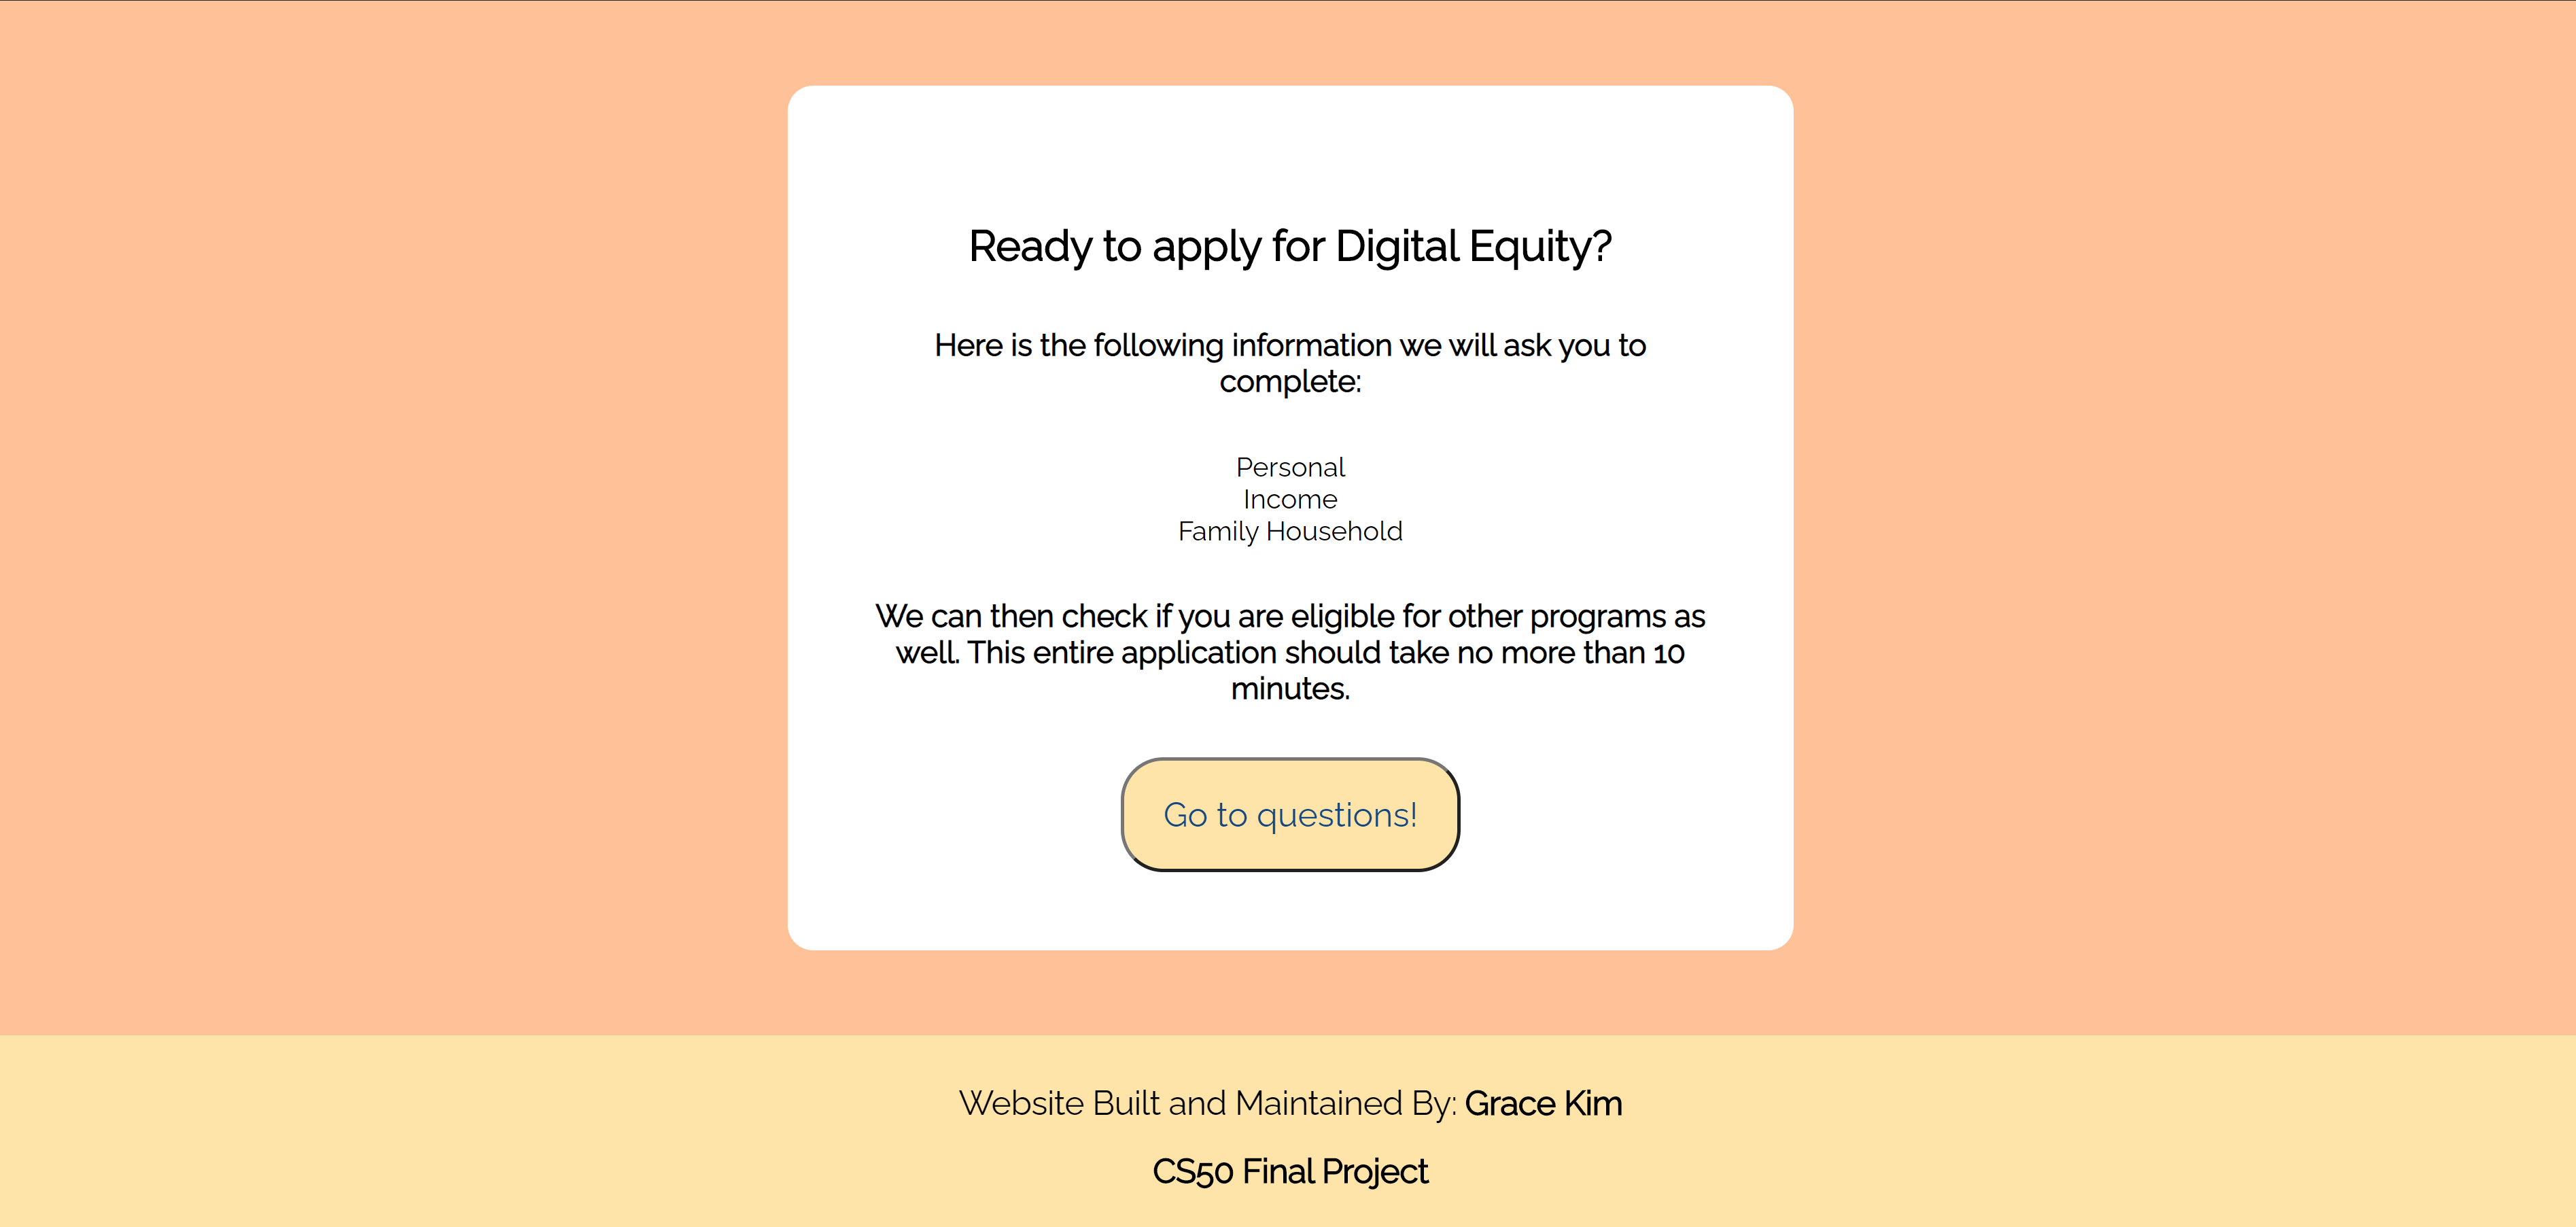 Ready to apply for Digital Equity?
Here is the following information we will ask you to
complete:
Personal
Income
Family Household
We can then check if you are eligible for other programs as
well. This entire application should take no more than 10
minutes.
Go to questions!
Website Built and Maintained By: Grace Kim
CS50 Final Project